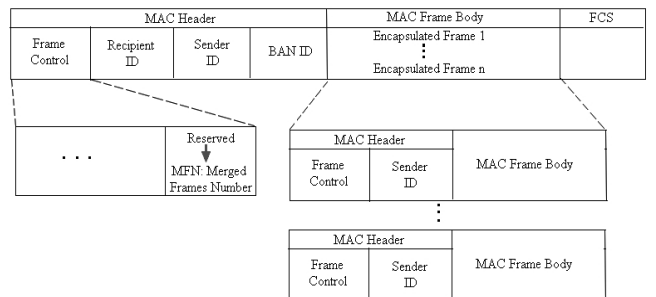 MAC Header
MAC Frame Body
FCS
Frame
Control
Recipient
ID
Sender
ID
BAN ID
Encapsulated Frame 1
Encapsulated Frame n
. . .
Reserved
MFN: Merged
Frames Number
MAC Header
Frame
Control
Sender
ID
MAC Frame Body
MAC Header
Frame
Control
Sender
ID
MAC Frame Body